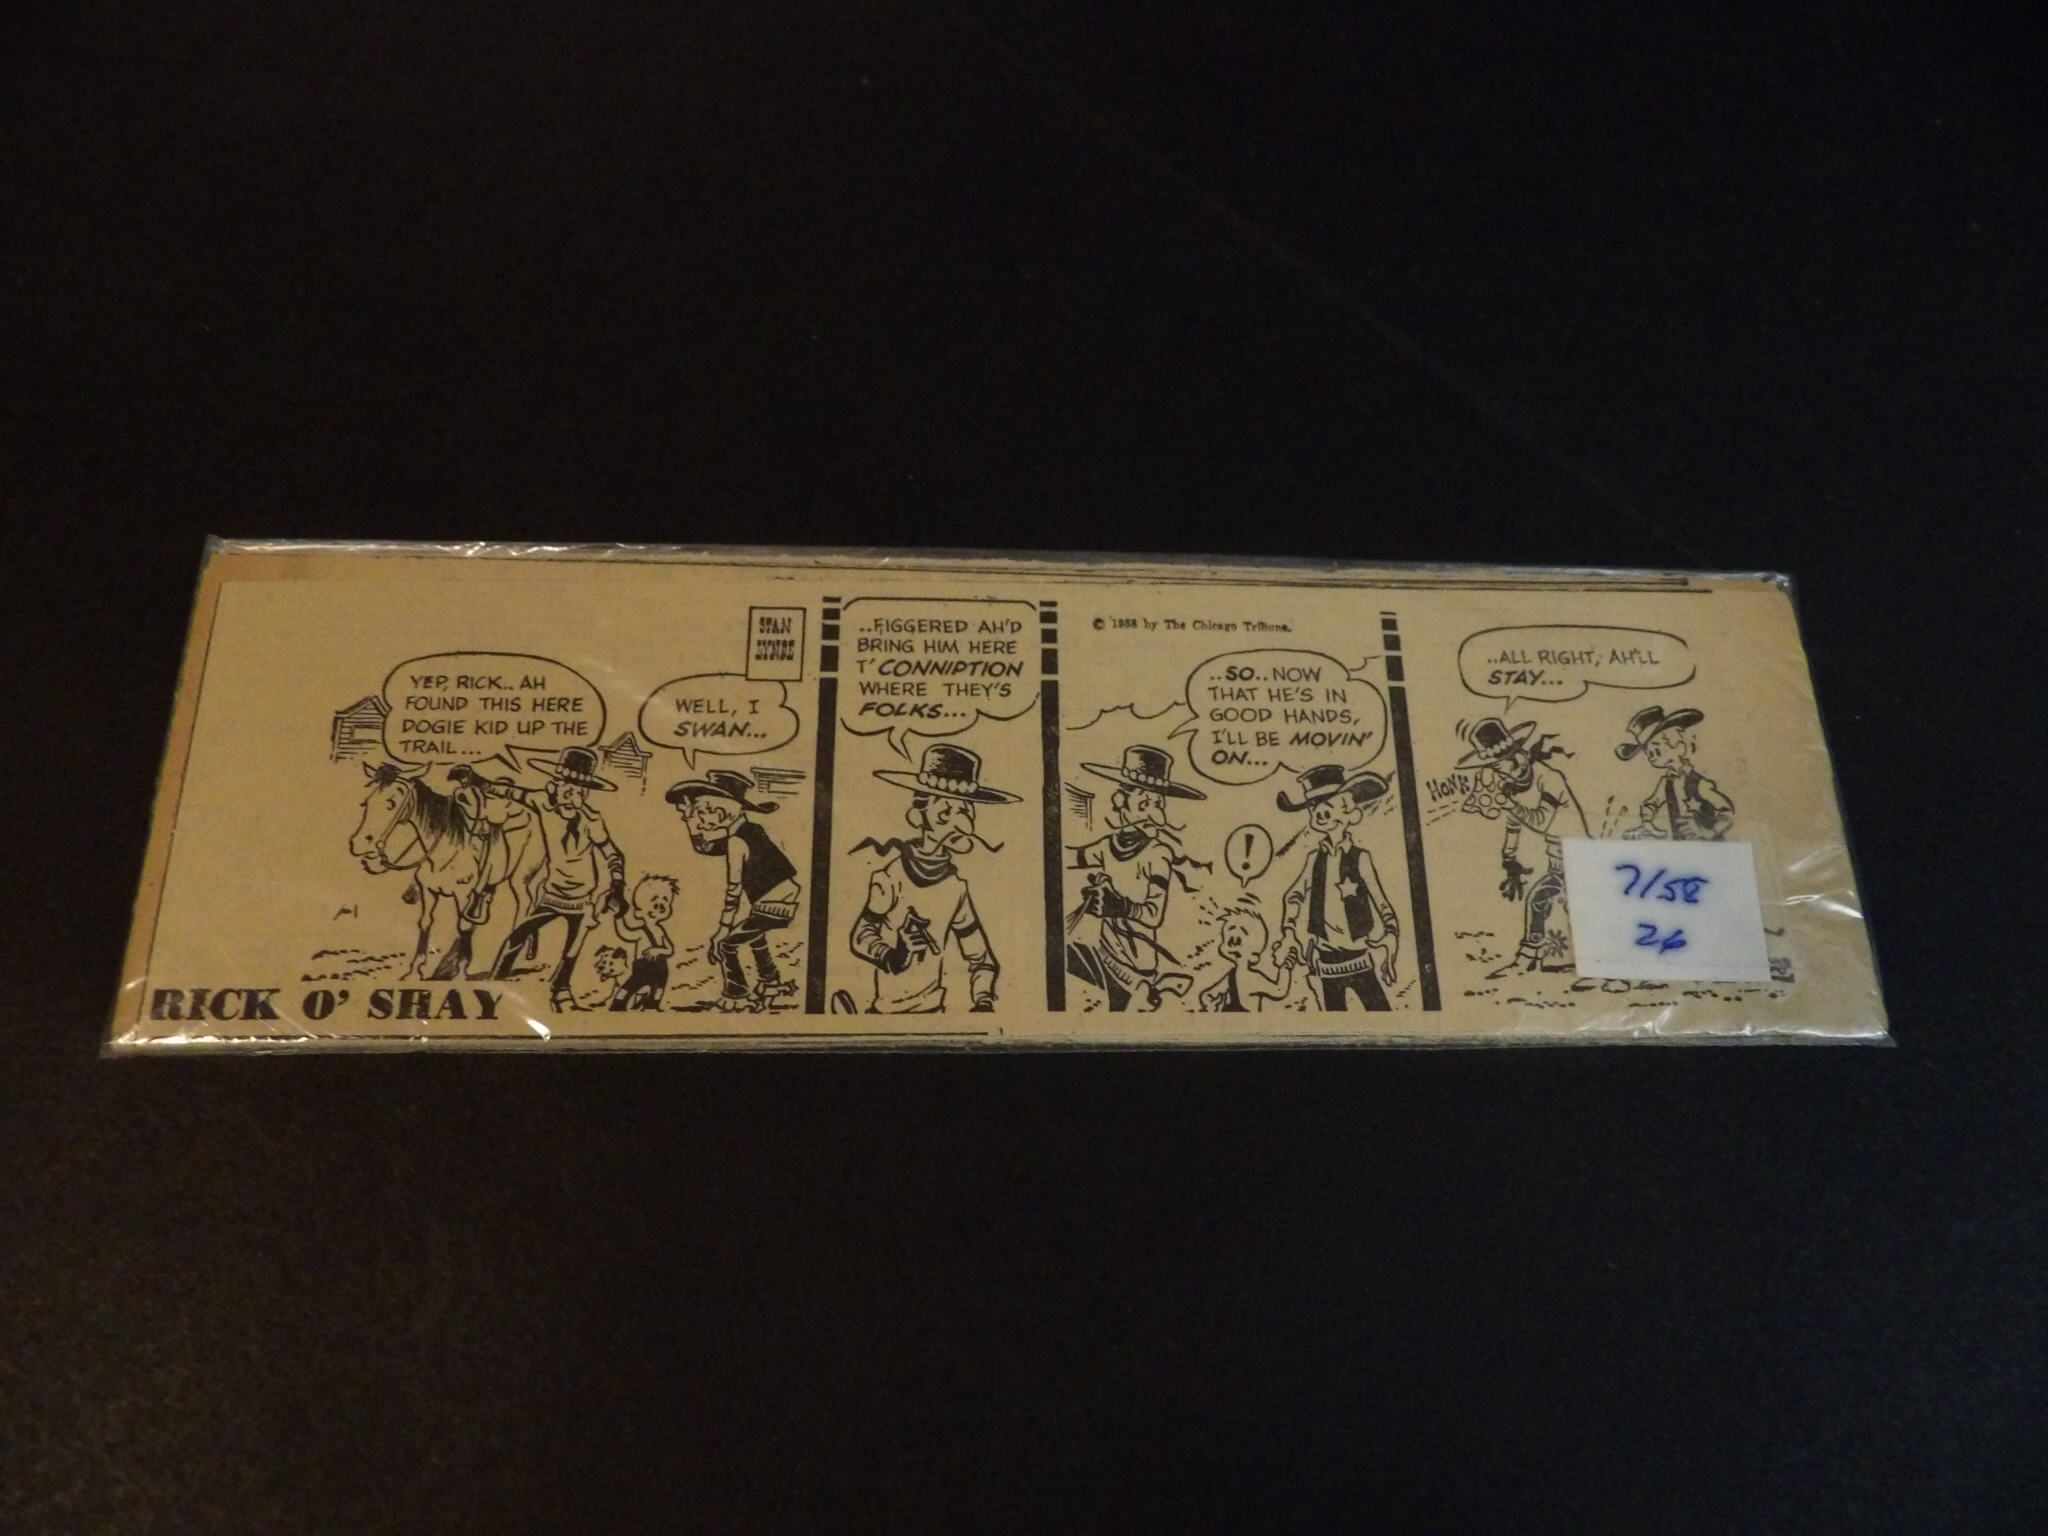 STAN
LYNDE
YEP, RICK.. AH
FOUND THIS HERE
DOGIE KID UP THE
TRAIL...
WELL, I
SWAN...
..FIGGERED AH'D
BRING HIM HERE
T' CONNIPTION
WHERE THEY'S
FOLKS...
© 1958 by The Chicago Tribune.
..SO.. NOW
THAT HE'S IN
GOOD HANDS,
I'LL BE MOVIN'
ON...
!
..ALL RIGHT, AH'LL
STAY...
HONK
RICK O' SHAY
7/58
26